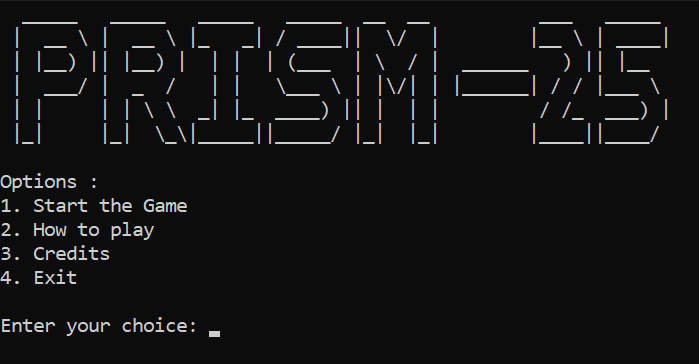 PRISM-25
Options :
1. Start the Game
2. How to play
3. Credits
4. Exit
Enter your choice: